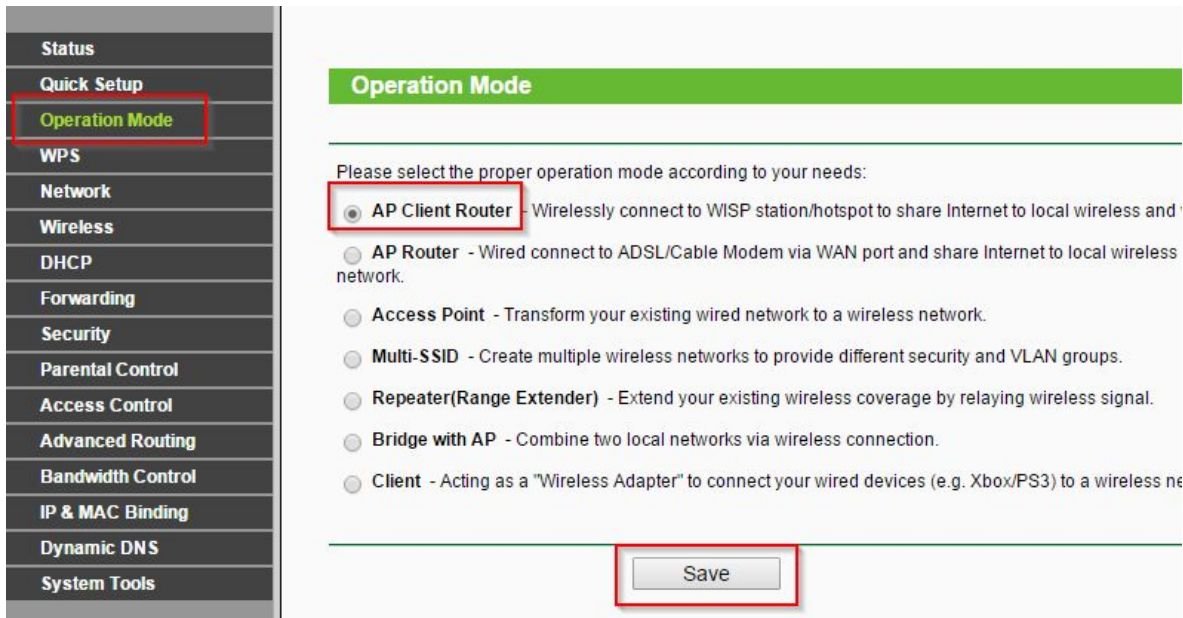 Status
Quick Setup
Operation Mode
WPS
Network
Wireless
DHCP
Forwarding
Security
Parental Control
Access Control
Advanced Routing
Bandwidth Control
IP & MAC Binding
Dynamic DNS
System Tools
Operation Mode
Please select the proper operation mode according to your needs:
AP Client Router - Wirelessly connect to WISP station/hotspot to share Internet to local wireless and
AP Router - Wired connect to ADSL/Cable Modem via WAN port and share Internet to local wireless
network.
Access Point - Transform your existing wired network to a wireless network.
Multi-SSID - Create multiple wireless networks to provide different security and VLAN groups.
Repeater(Range Extender) - Extend your existing wireless coverage by relaying wireless signal.
Bridge with AP - Combine two local networks via wireless connection.
Client - Acting as a "Wireless Adapter" to connect your wired devices (e.g. Xbox/PS3) to a wireless
Save